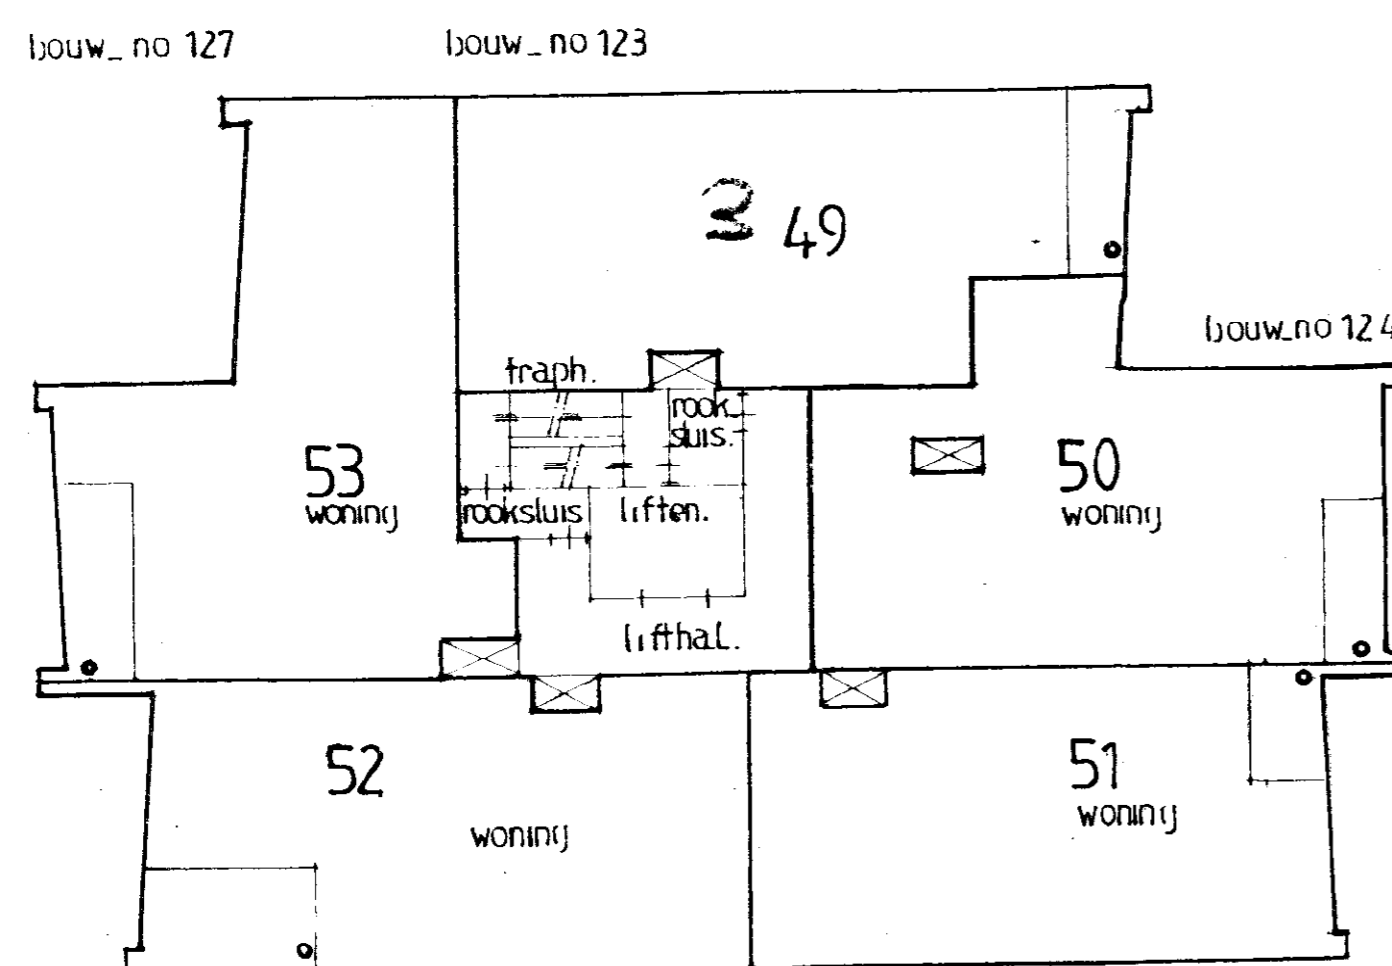 bouw_no 127
bouw_no 123
3 49
bouw_no 124
traph.
rook_
sluis.
53
woning
50
woning
rooksluis
liften.
lifthal.
52
woning
51
woning